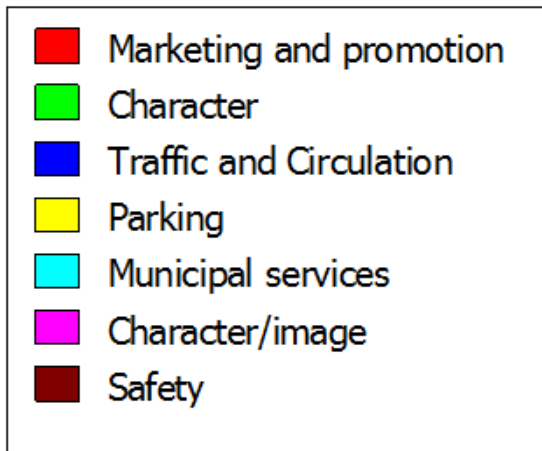 Marketing and promotion
Character
Traffic and Circulation
Parking
Municipal services
Character/image
Safety